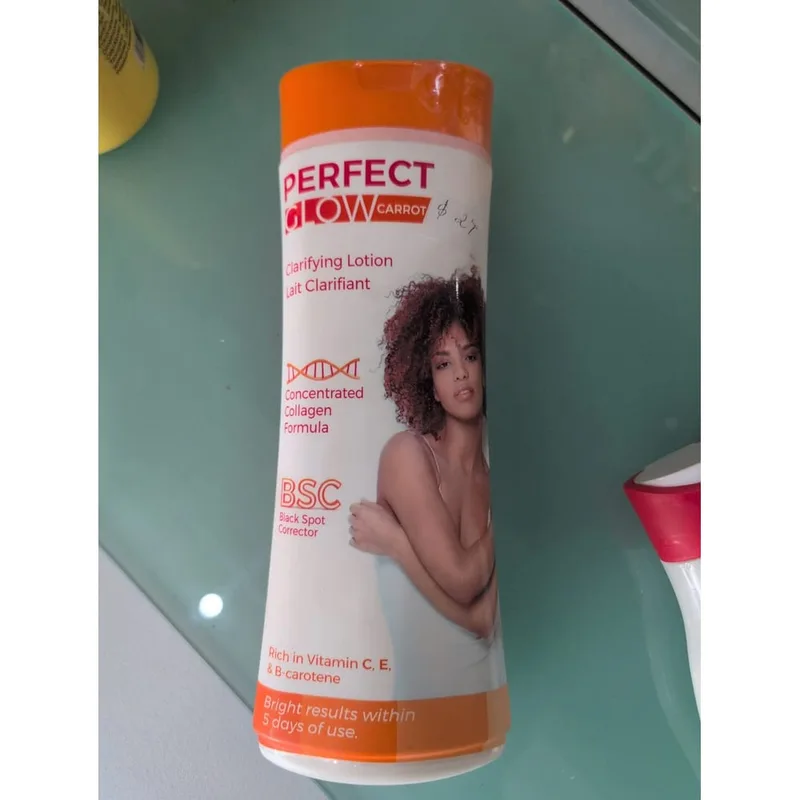 PERFECT
GLOW CARROT $ 27
Clarifying Lotion
Lait Clarifiant
Concentrated
Collagen
Formula
BSC
Black Spot
Corrector
Rich in Vitamin C, E,
& B-carotene
Bright results within
5 days of use.